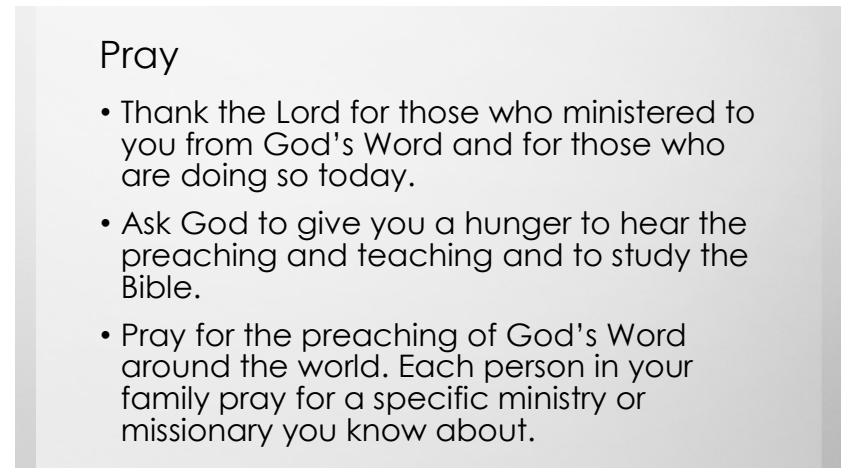 Pray
• Thank the Lord for those who ministered to
you from God’s Word and for those who
are doing so today.
• Ask God to give you a hunger to hear the
preaching and teaching and to study the
Bible.
• Pray for the preaching of God’s Word
around the world. Each person in your
family pray for a specific ministry or
missionary you know about.